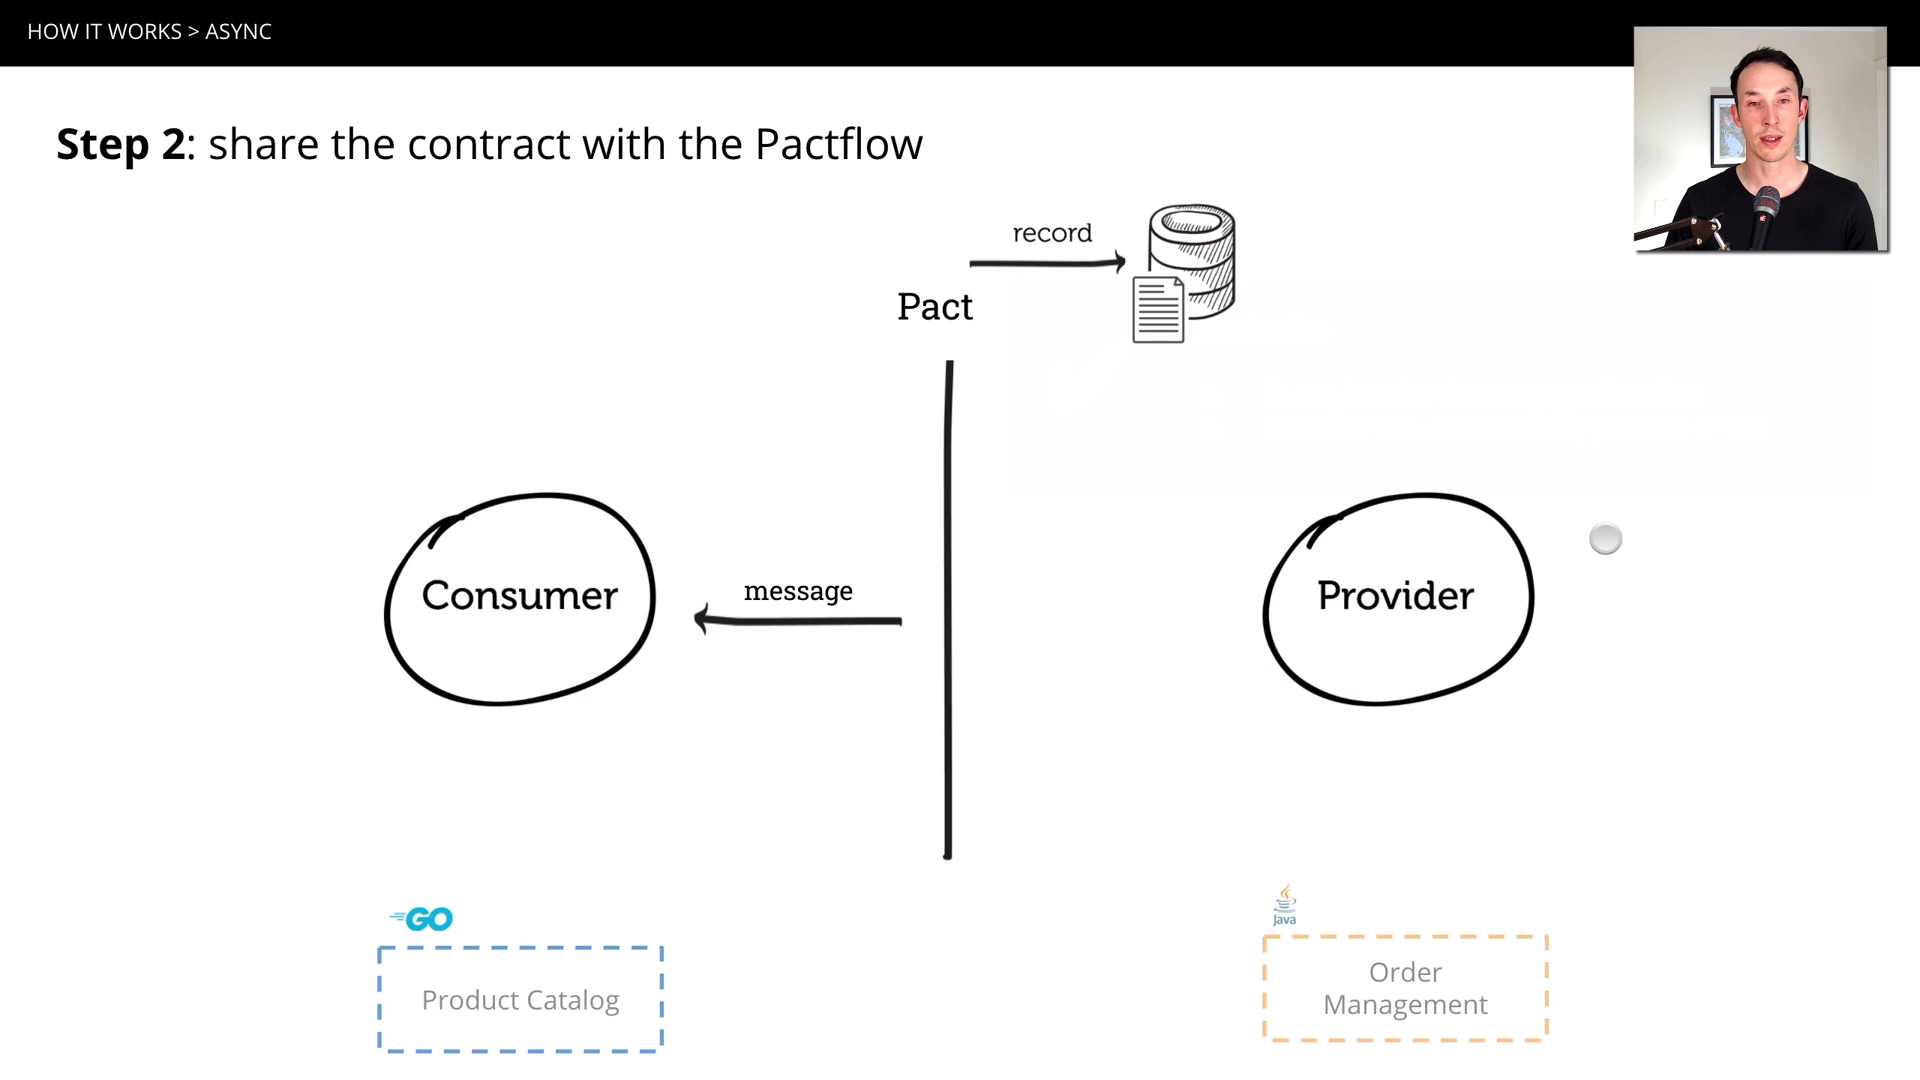 HOW IT WORKS > ASYNC
Step 2: share the contract with the Pactflow
record
Pact
Consumer
message
Provider
GO
Java
Product Catalog
Order
Management